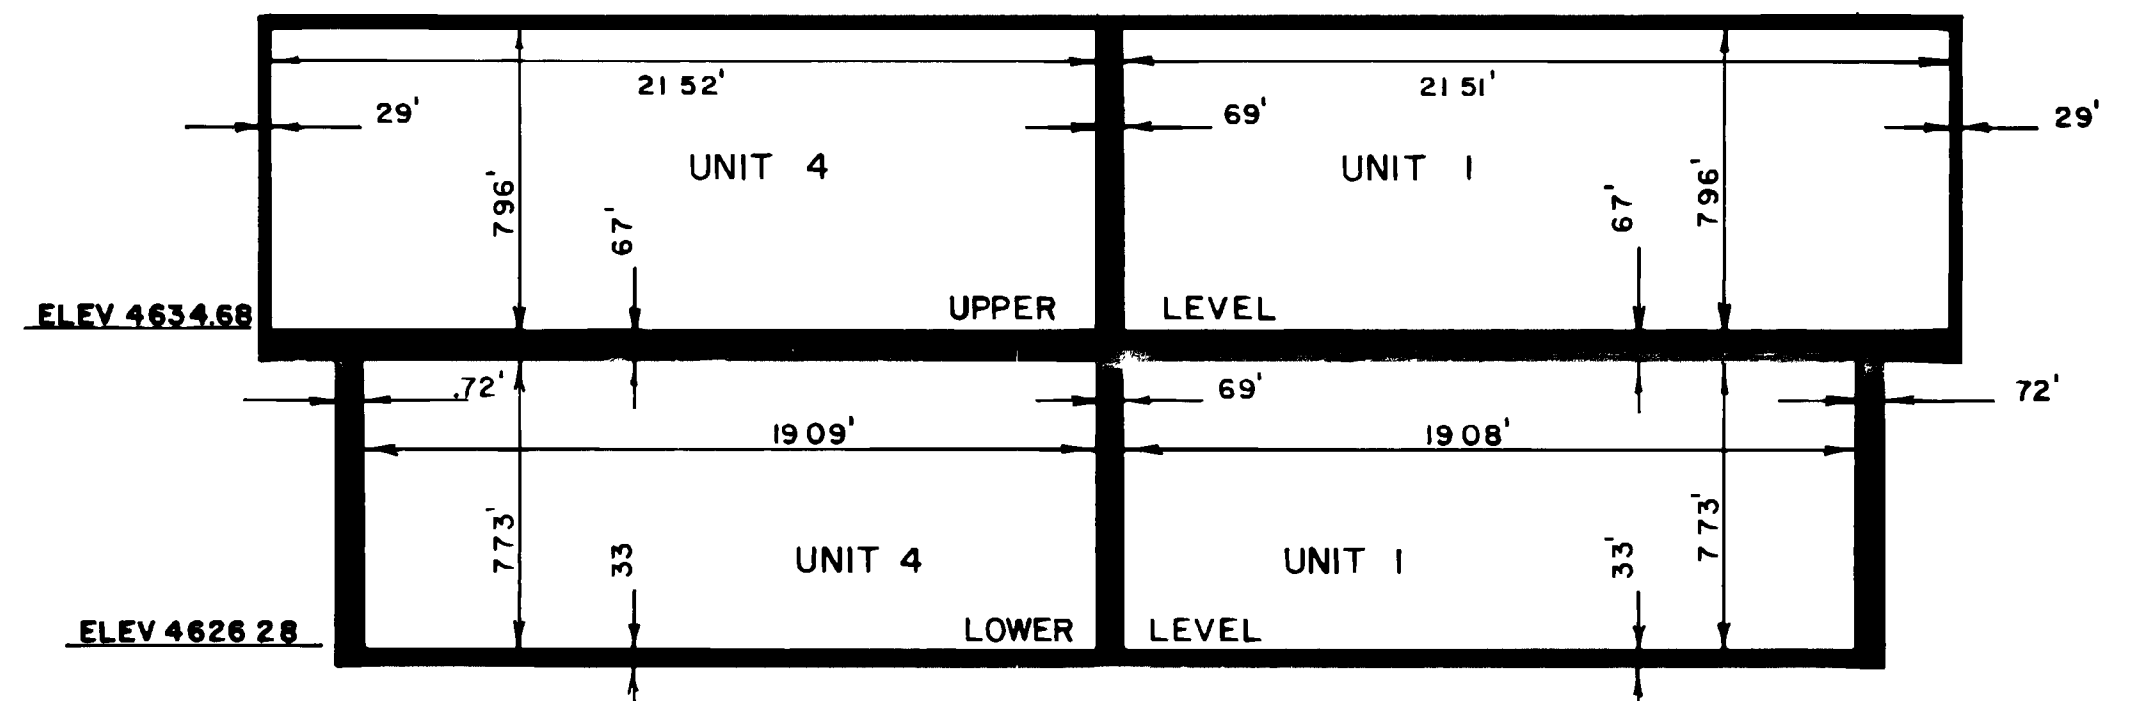 21 52' 21 51'
29' 69' 29'
UNIT 4 UNIT 1
796' 67' 67' 796'
ELEV 4634.68 UPPER LEVEL
.72' 69' 72'
19 09' 19 08'
773' 33 UNIT 4 UNIT 1 33' 773'
ELEV 4626 28 LOWER LEVEL